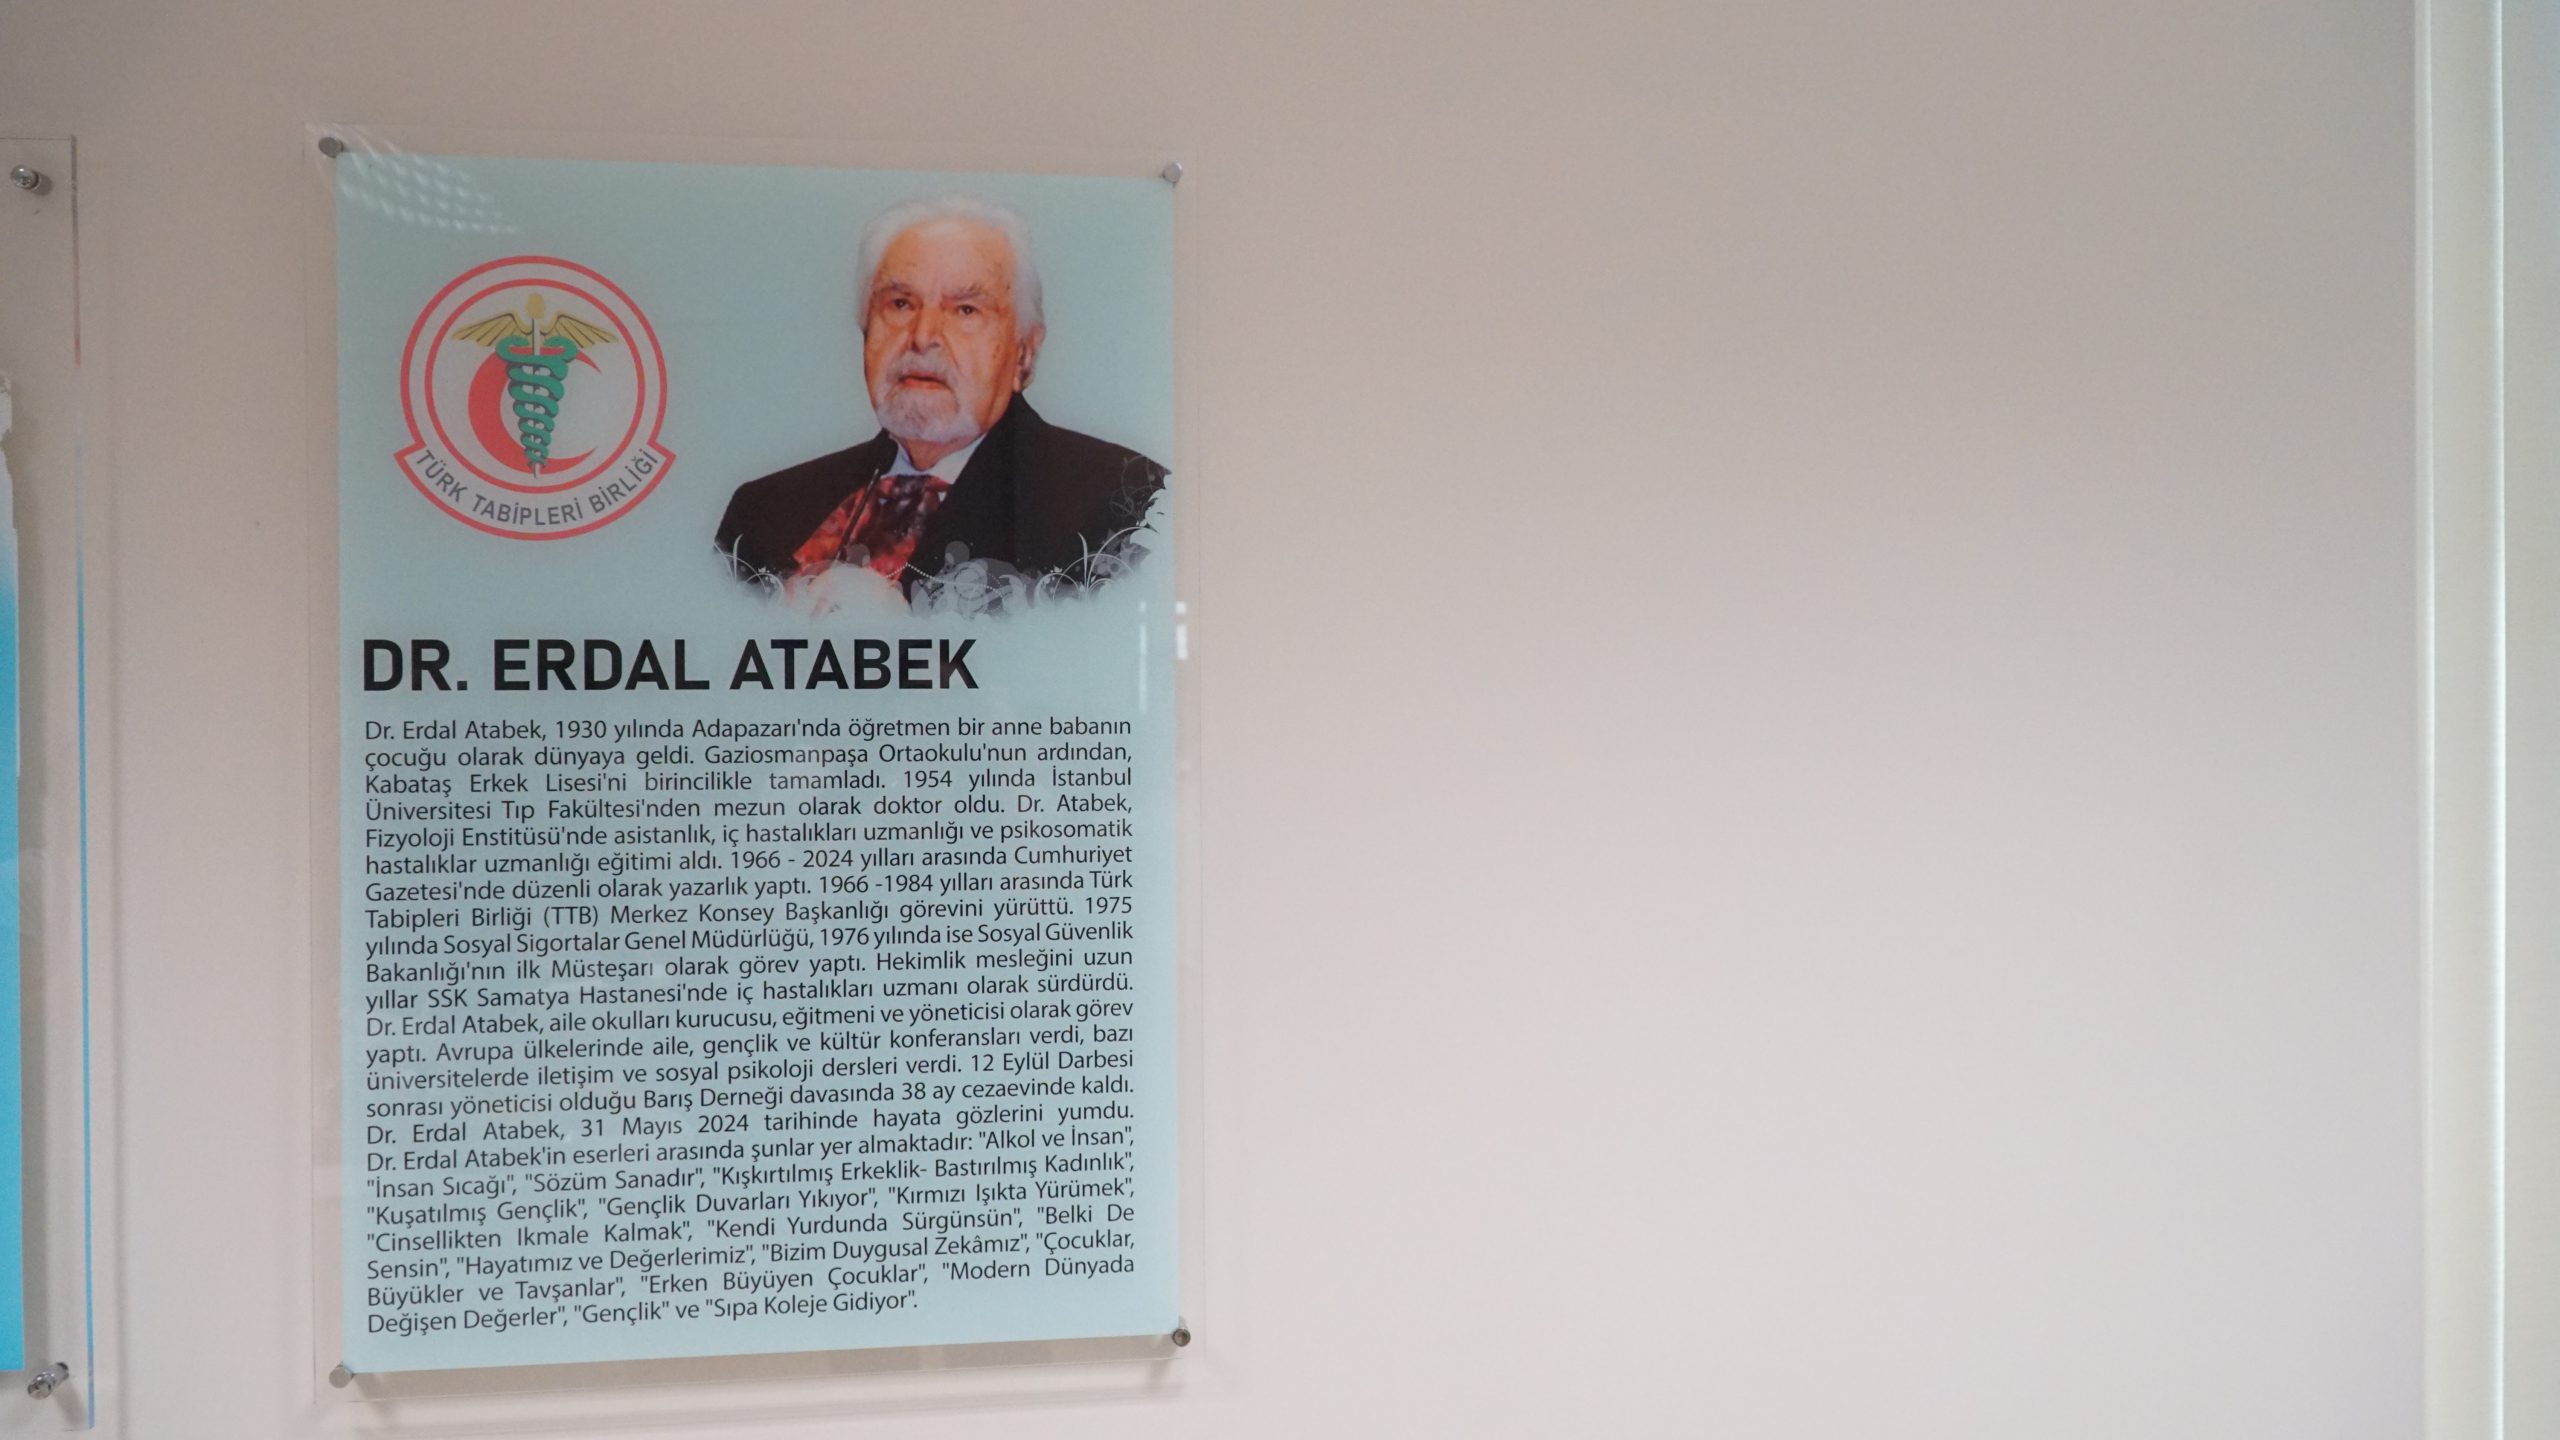 TÜRK TABİPLERİ BİRLİĞİ
DR. ERDAL ATABEK
Dr. Erdal Atabek, 1930 yılında Adapazarı'nda öğretmen bir anne babanın
çocuğu olarak dünyaya geldi. Gaziosmanpaşa Ortaokulu'nun ardından,
Kabataş Erkek Lisesi'ni birincilikle tamamladı. 1954 yılında İstanbul
Üniversitesi Tıp Fakültesi'nden mezun olarak doktor oldu. Dr. Atabek,
Fizyoloji Enstitüsü'nde asistanlık, iç hastalıkları uzmanlığı ve psikosomatik
hastalıklar uzmanlığı eğitimi aldı. 1966 - 2024 yılları arasında Cumhuriyet
Gazetesi'nde düzenli olarak yazarlık yaptı. 1966 -1984 yılları arasında Türk
Tabipleri Birliği (TTB) Merkez Konsey Başkanlığı görevini yürüttü. 1975
yılında Sosyal Sigortalar Genel Müdürlüğü, 1976 yılında ise Sosyal Güvenlik
Bakanlığı'nın ilk Müsteşarı olarak görev yaptı. Hekimlik mesleğini uzun
yıllar SSK Samatya Hastanesi'nde iç hastalıkları uzmanı olarak sürdürdü.
Dr. Erdal Atabek, aile okulları kurucusu, eğitmeni ve yöneticisi olarak görev
yaptı. Avrupa ülkelerinde aile, gençlik ve kültür konferansları verdi, bazı
üniversitelerde iletişim ve sosyal psikoloji dersleri verdi. 12 Eylül Darbesi
sonrası yöneticisi olduğu Barış Derneği davasında 38 ay cezaevinde kaldı.
Dr. Erdal Atabek, 31 Mayıs 2024 tarihinde hayata gözlerini yumdu.
Dr. Erdal Atabek'in eserleri arasında şunlar yer almaktadır: "Alkol ve İnsan",
"İnsan Sıcağı", "Sözüm Sanadır", "Kışkırtılmış Erkeklik- Bastırılmış Kadınlık",
"Kuşatılmış Gençlik", "Gençlik Duvarları Yıkıyor", "Kırmızı Işıkta Yürümek",
"Cinsellikten Ikmale Kalmak", "Kendi Yurdunda Sürgünsün", "Belki De
Sensin", "Hayatımız ve Değerlerimiz", "Bizim Duygusal Zekâmız", "Çocuklar,
Büyükler ve Tavşanlar", "Erken Büyüyen Çocuklar", "Modern Dünyada
Değişen Değerler", "Gençlik" ve "Sıpa Koleje Gidiyor".